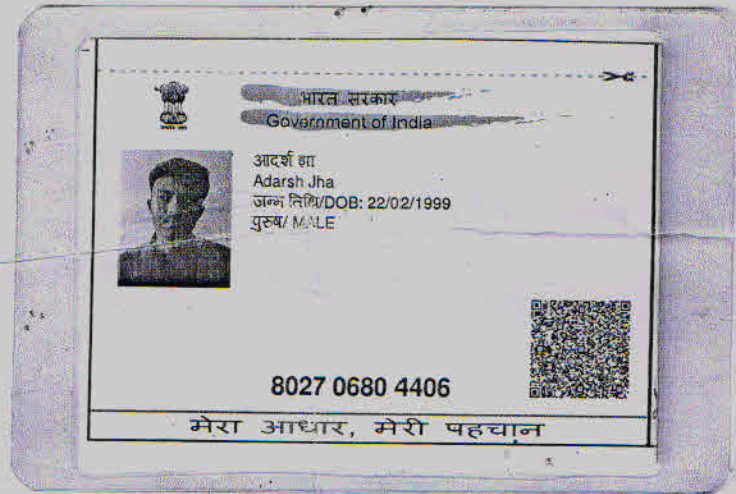 भारत सरकार
Government of India
आदर्श झा
Adarsh Jha
जन्म तिथि/DOB: 22/02/1999
पुरुष/ MALE
8027 0680 4406
मेरा आधार, मेरी पहचान